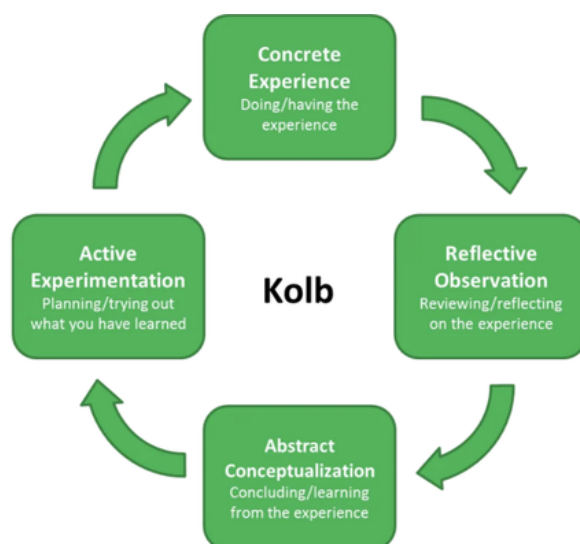 Concrete
Experience
Doing/having the
experience
Active
Experimentation
Planning/trying out
what you have learned
Kolb
Reflective
Observation
Reviewing/reflecting
on the experience
Abstract
Conceptualization
Concluding/learning
from the experience